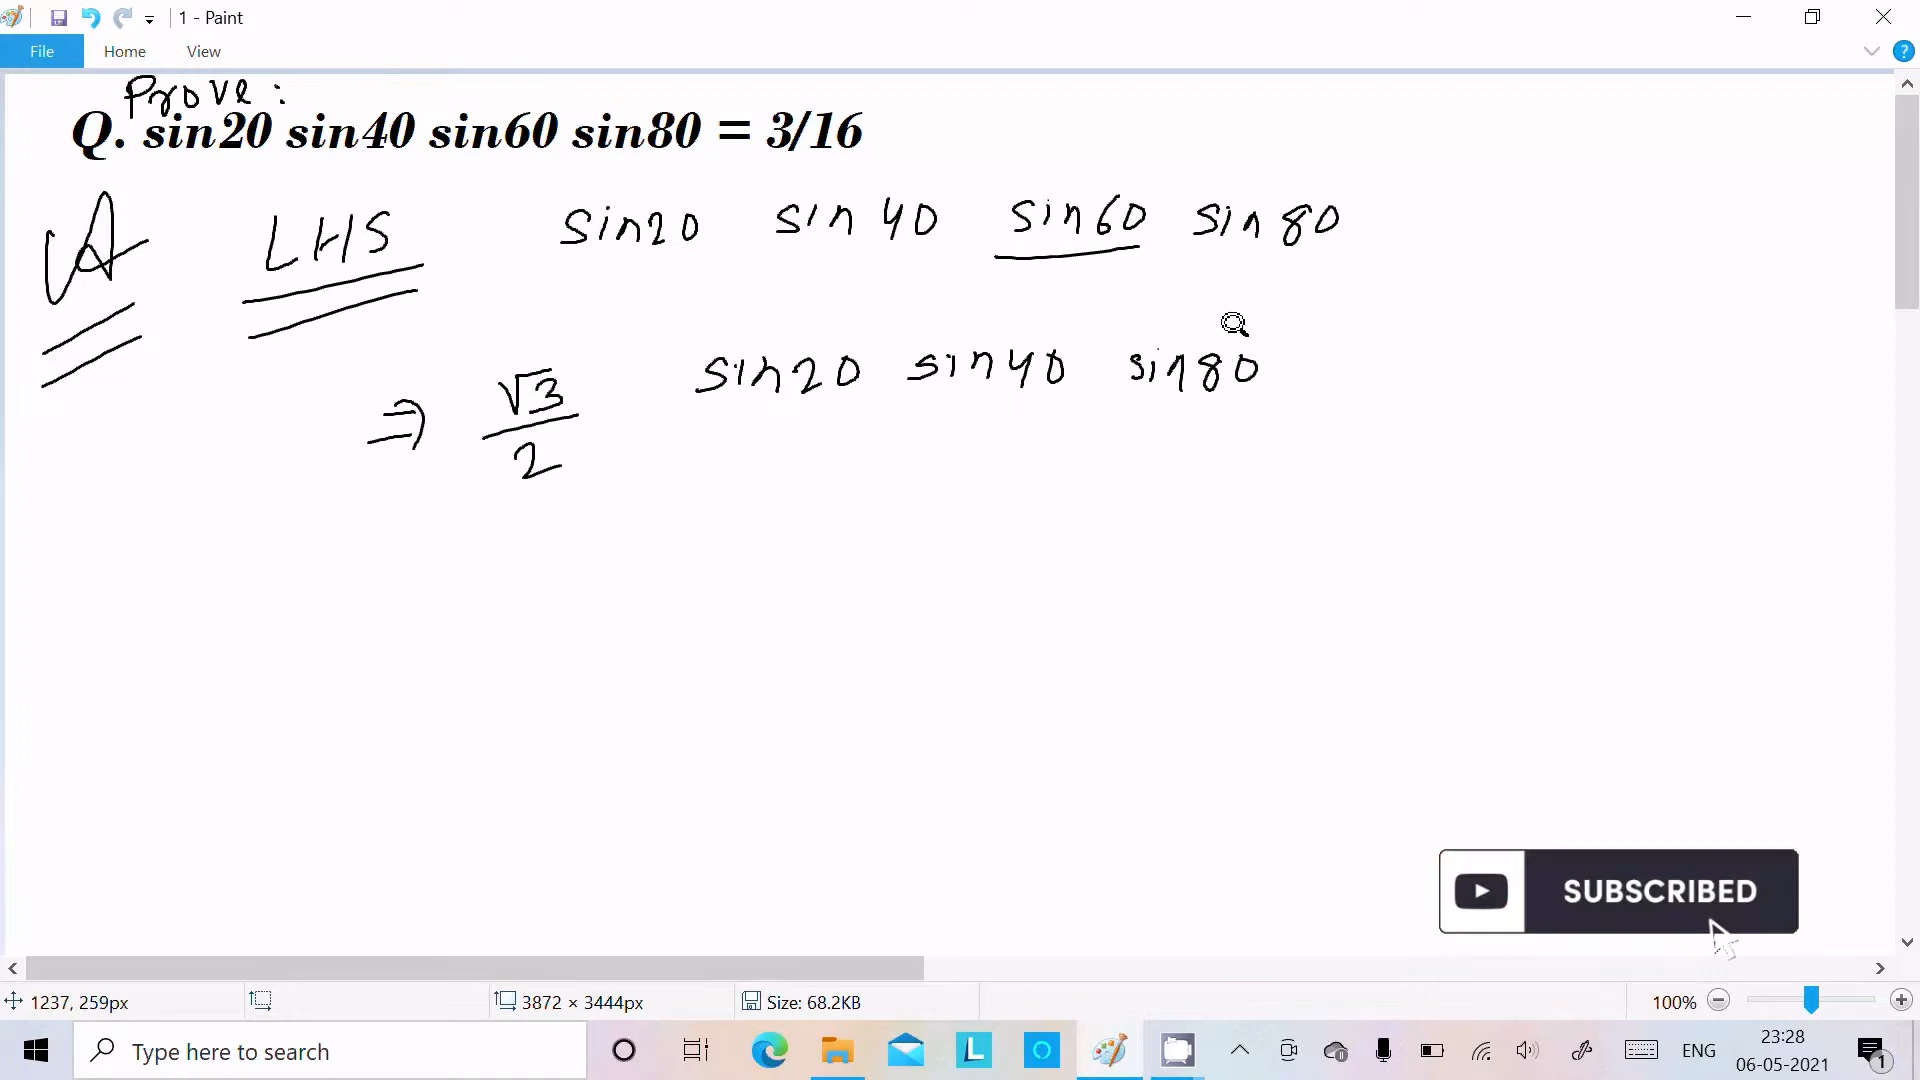 1 - Paint
File Home View
Prove:
Q. sin20 sin40 sin60 sin80 = 3/16
A LHS sin20 sin 40 sin60 sin 80
⇒ √3/2 sin20 sin40 sin80
SUBSCRIBED
1237, 259px 3872 × 3444px Size: 68.2KB 100%
Type here to search L ENG 23:28
06-05-2021 1